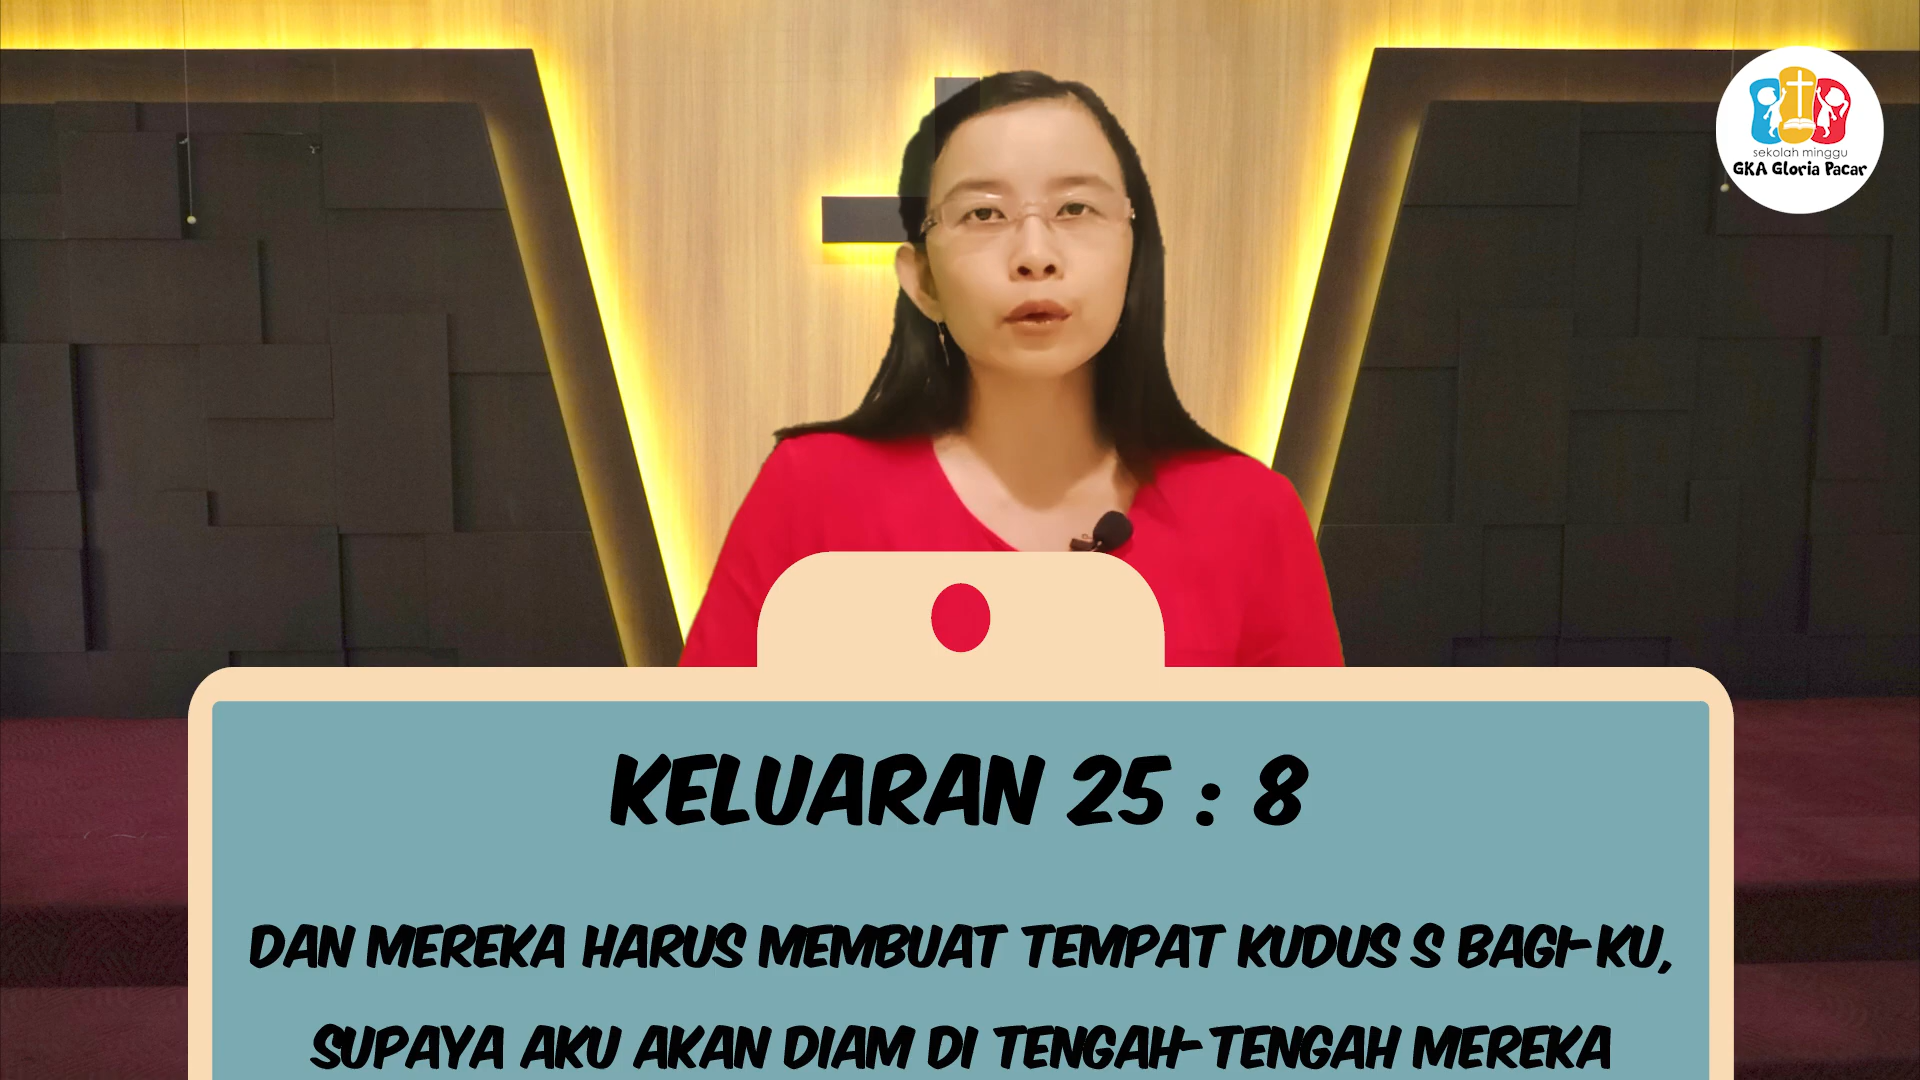 sekolah minggu
GKA Gloria Pacar
KELUARAN 25 : 8
DAN MEREKA HARUS MEMBUAT TEMPAT KUDUS S BAGI-KU,
SUPAYA AKU AKAN DIAM DI TENGAH-TENGAH MEREKA